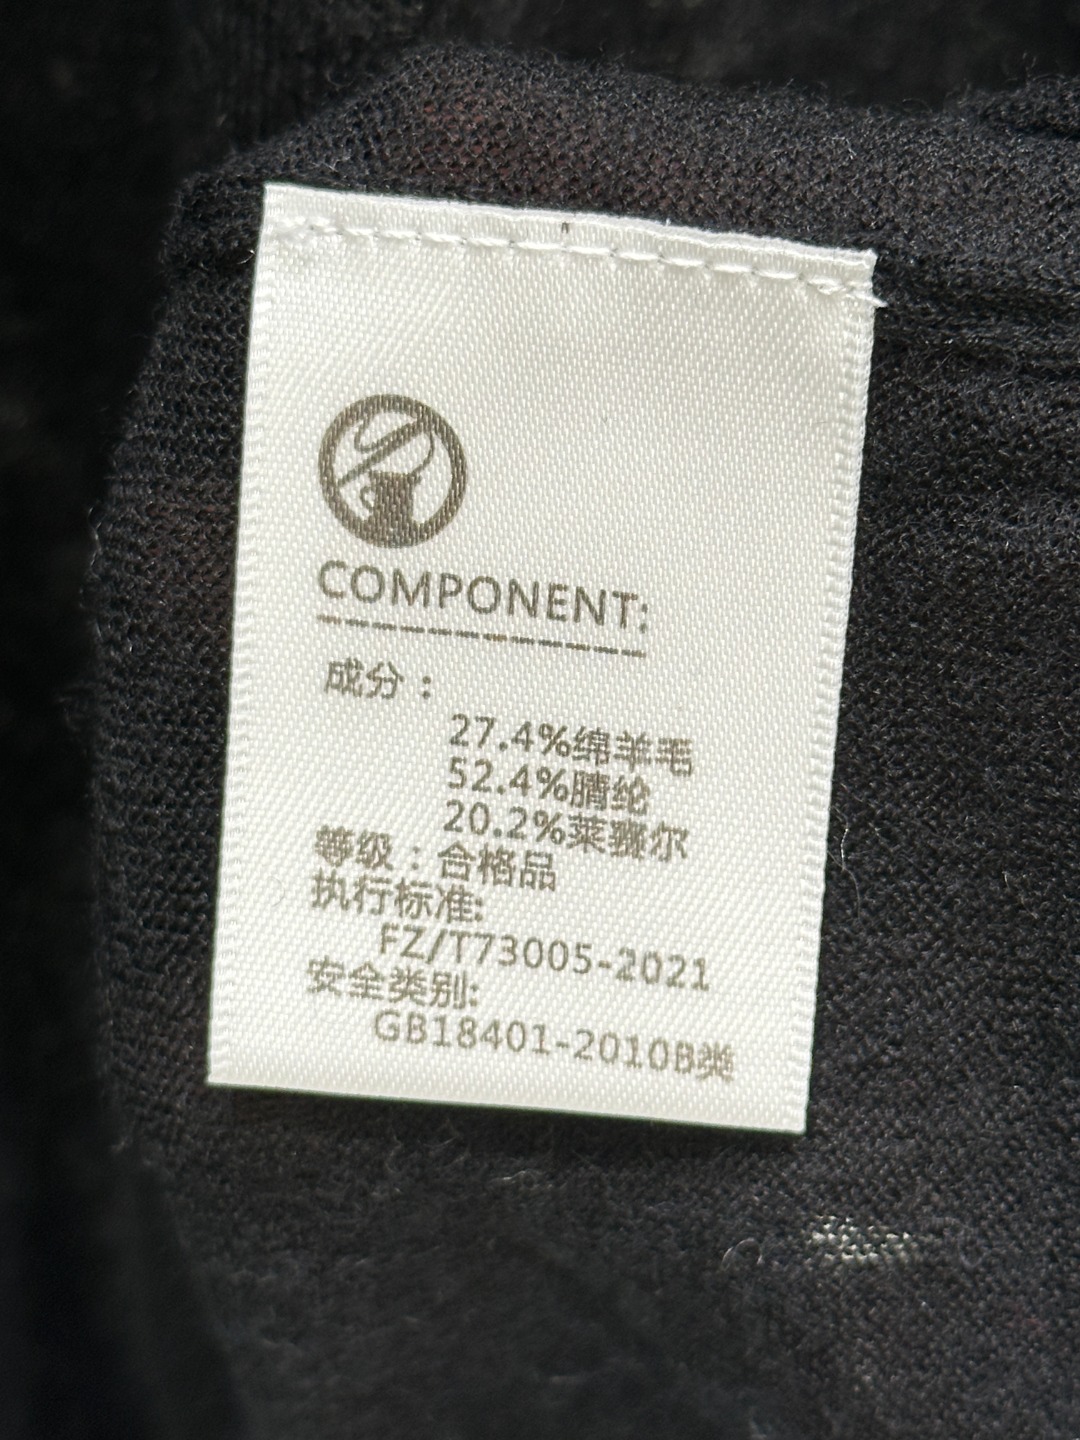 COMPONENT:
成分：
27.4%绵羊毛
52.4%腈纶
20.2%莱赛尔
等级：合格品
执行标准:
FZ/T73005-2021
安全类别:
GB18401-2010B类